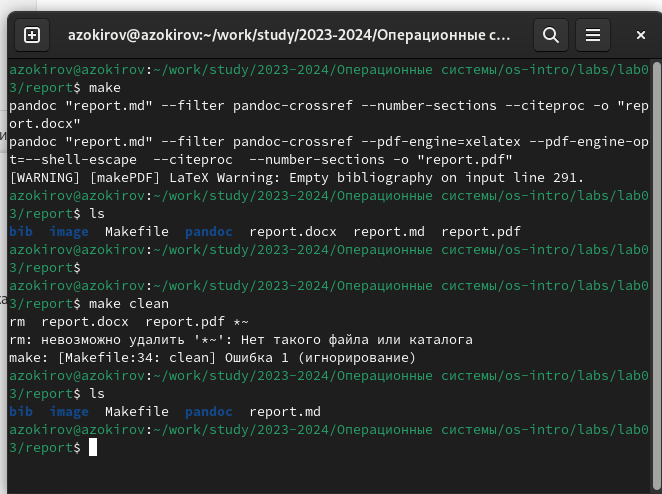 azokirov@azokirov:~/work/study/2023-2024/Операционные с...
azokirov@azokirov:~/work/study/2023-2024/Операционные системы/os-intro/labs/lab0
3/report$ make
pandoc "report.md" --filter pandoc-crossref --number-sections --citeproc -o "rep
ort.docx"
pandoc "report.md" --filter pandoc-crossref --pdf-engine=xelatex --pdf-engine-op
t=--shell-escape  --citeproc  --number-sections -o "report.pdf"
[WARNING] [makePDF] LaTeX Warning: Empty bibliography on input line 291.
azokirov@azokirov:~/work/study/2023-2024/Операционные системы/os-intro/labs/lab0
3/report$ ls
bib  image  Makefile  pandoc  report.docx  report.md  report.pdf
azokirov@azokirov:~/work/study/2023-2024/Операционные системы/os-intro/labs/lab0
3/report$
azokirov@azokirov:~/work/study/2023-2024/Операционные системы/os-intro/labs/lab0
3/report$ make clean
rm  report.docx  report.pdf *~
rm: невозможно удалить '*~': Нет такого файла или каталога
make: [Makefile:34: clean] Ошибка 1 (игнорирование)
azokirov@azokirov:~/work/study/2023-2024/Операционные системы/os-intro/labs/lab0
3/report$ ls
bib  image  Makefile  pandoc  report.md
azokirov@azokirov:~/work/study/2023-2024/Операционные системы/os-intro/labs/lab0
3/report$